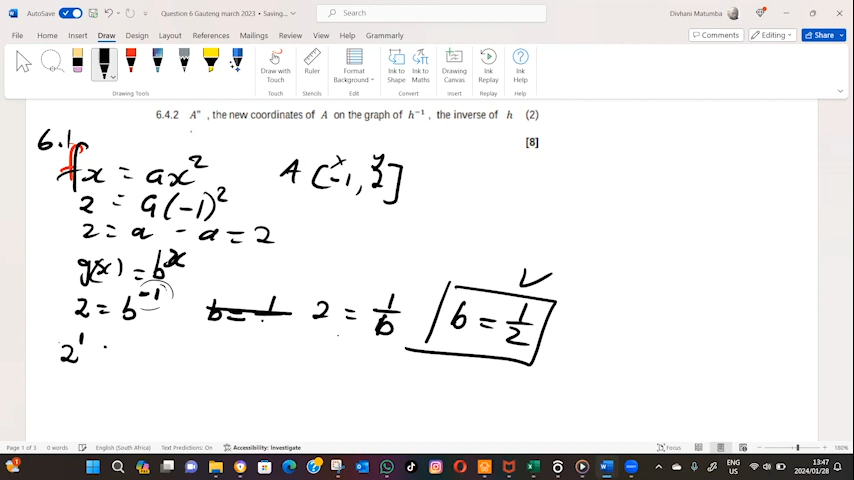 AutoSave On
Question 6 Gauteng march 2023 • Saving...
Search
Divhani Matumba
File Home Insert Draw Design Layout References Mailings Review View Help Grammarly
Comments Editing Share
Draw with Touch
Ruler
Format Background
Ink to Shape
Ink to Maths
Drawing Canvas
Ink Replay
Ink Help
Drawing Tools Touch Stencils Edit Convert Insert Replay Help
6.4.2 A'' , the new coordinates of A on the graph of h⁻¹ , the inverse of h (2)
[8]
6.1
fx = ax² A (-1, 2]
x y
2 = a(-1)²
2 = a - a = 2
g(x) = b^x
2 = b^-1 b = 1 2 = 1/b b = 1/2
2^1
Page 1 of 3 0 words English (South Africa) Text Predictions: On Accessibility: Investigate Focus 180%
ENG NG 13:47 2024/01/28